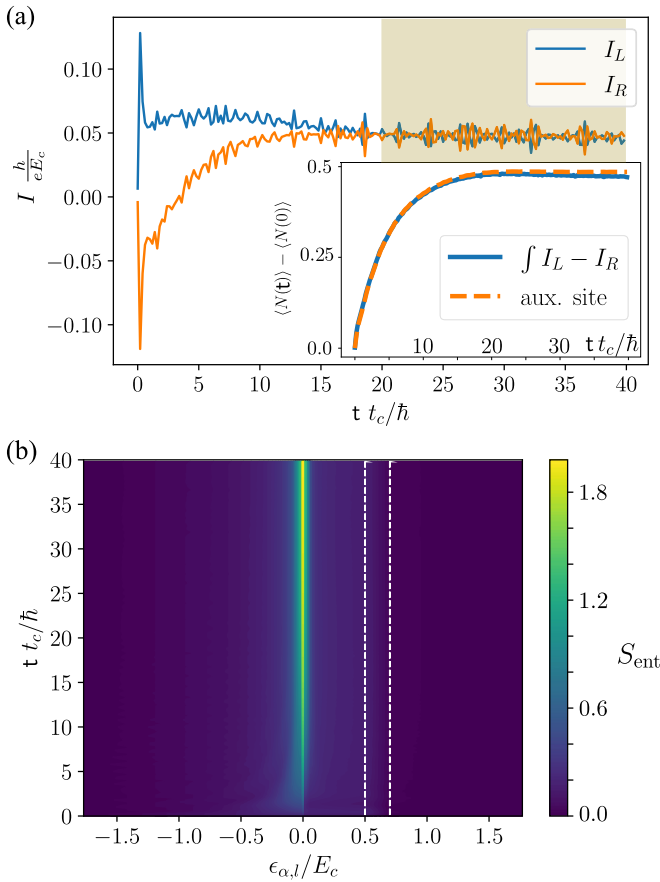 (a)
I_L
I_R
0.10
0.05
0.00
−0.05
−0.10
I ħ/(eE_c)
0.5
0.25
0.0
⟨N(t)⟩ − ⟨N(0)⟩
∫ I_L − I_R
aux. site
10 20 30 t t_c/ħ
0 5 10 15 20 25 30 35 40
t t_c/ħ
(b)
40
35
30
25
20
15
10
5
0
t t_c/ħ
−1.5 −1.0 −0.5 0.0 0.5 1.0 1.5
ϵ_{α,l}/E_c
1.8
1.2
0.6
0.0
S_ent